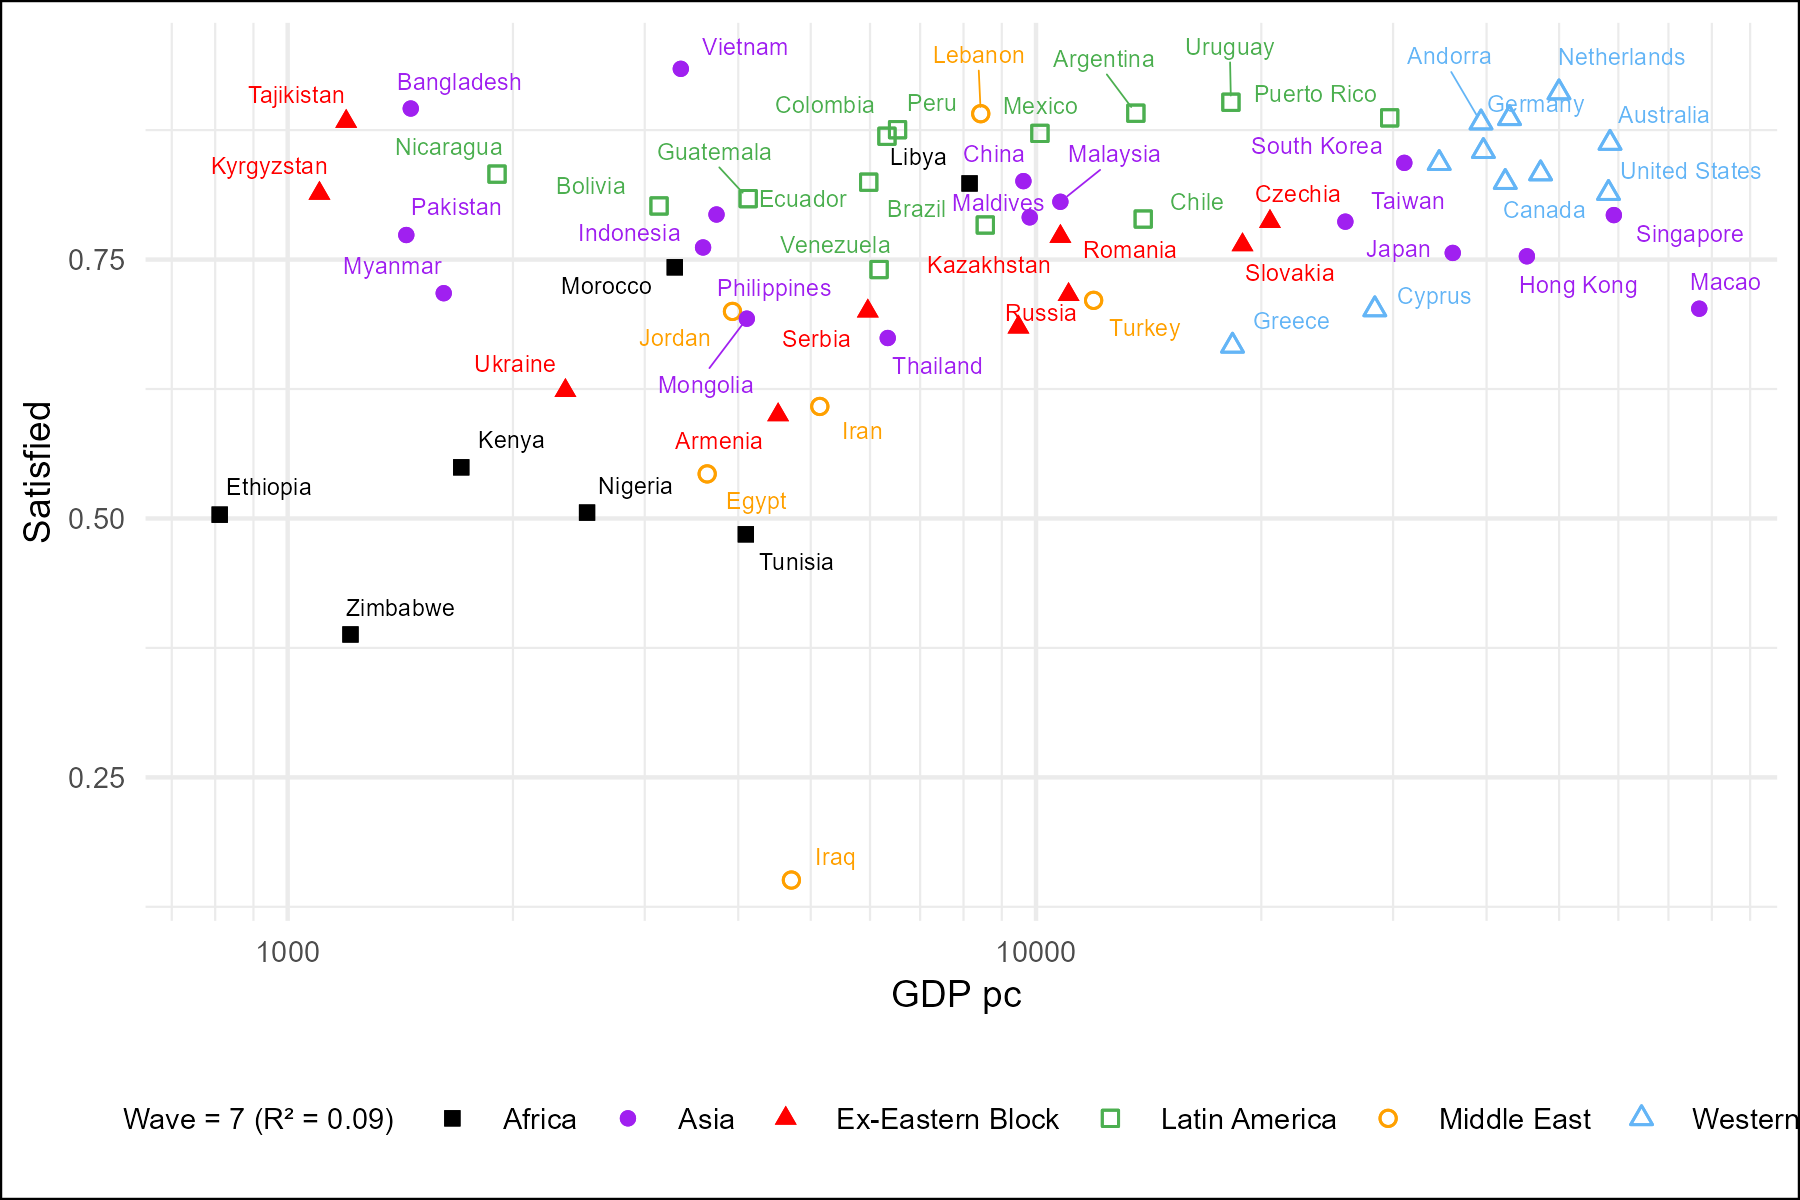 Vietnam
Uruguay
Lebanon
Argentina
Andorra
Netherlands
Bangladesh
Tajikistan
Colombia
Peru
Mexico
Puerto Rico
Germany
Australia
Nicaragua
Guatemala
Libya
China
Malaysia
South Korea
Kyrgyzstan
United States
Bolivia
Ecuador
Czechia
Pakistan
Brazil
Maldives
Chile
Taiwan
Canada
Indonesia
Venezuela
Romania
Japan
Singapore
0.75
Myanmar
Kazakhstan
Slovakia
Morocco
Philippines
Hong Kong
Macao
Cyprus
Jordan
Serbia
Russia
Turkey
Greece
Ukraine
Thailand
Mongolia
Satisfied
Kenya
Armenia
Iran
Ethiopia
Nigeria
Egypt
0.50
Tunisia
Zimbabwe
0.25
Iraq
1000
10000
GDP pc
Wave = 7 (R² = 0.09)
Africa
Asia
Ex-Eastern Block
Latin America
Middle East
Western